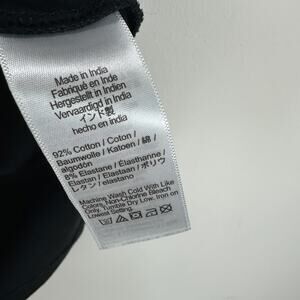 Made in India
Fabriqué en Inde
Hergestellt in Indien
Vervaardigd in India
インド製
hecho en india
92% Cotton / Coton /
Baumwolle / Katoen / 綿 /
algodón
8% Elastane / Élasthanne /
Elastan / Elastaan / ポリウ
レタン / elastano
Machine Wash Cold With Like
Colors, Non-Chlorine Bleach
Only, Tumble Dry Low, Iron on
Lowest Setting.